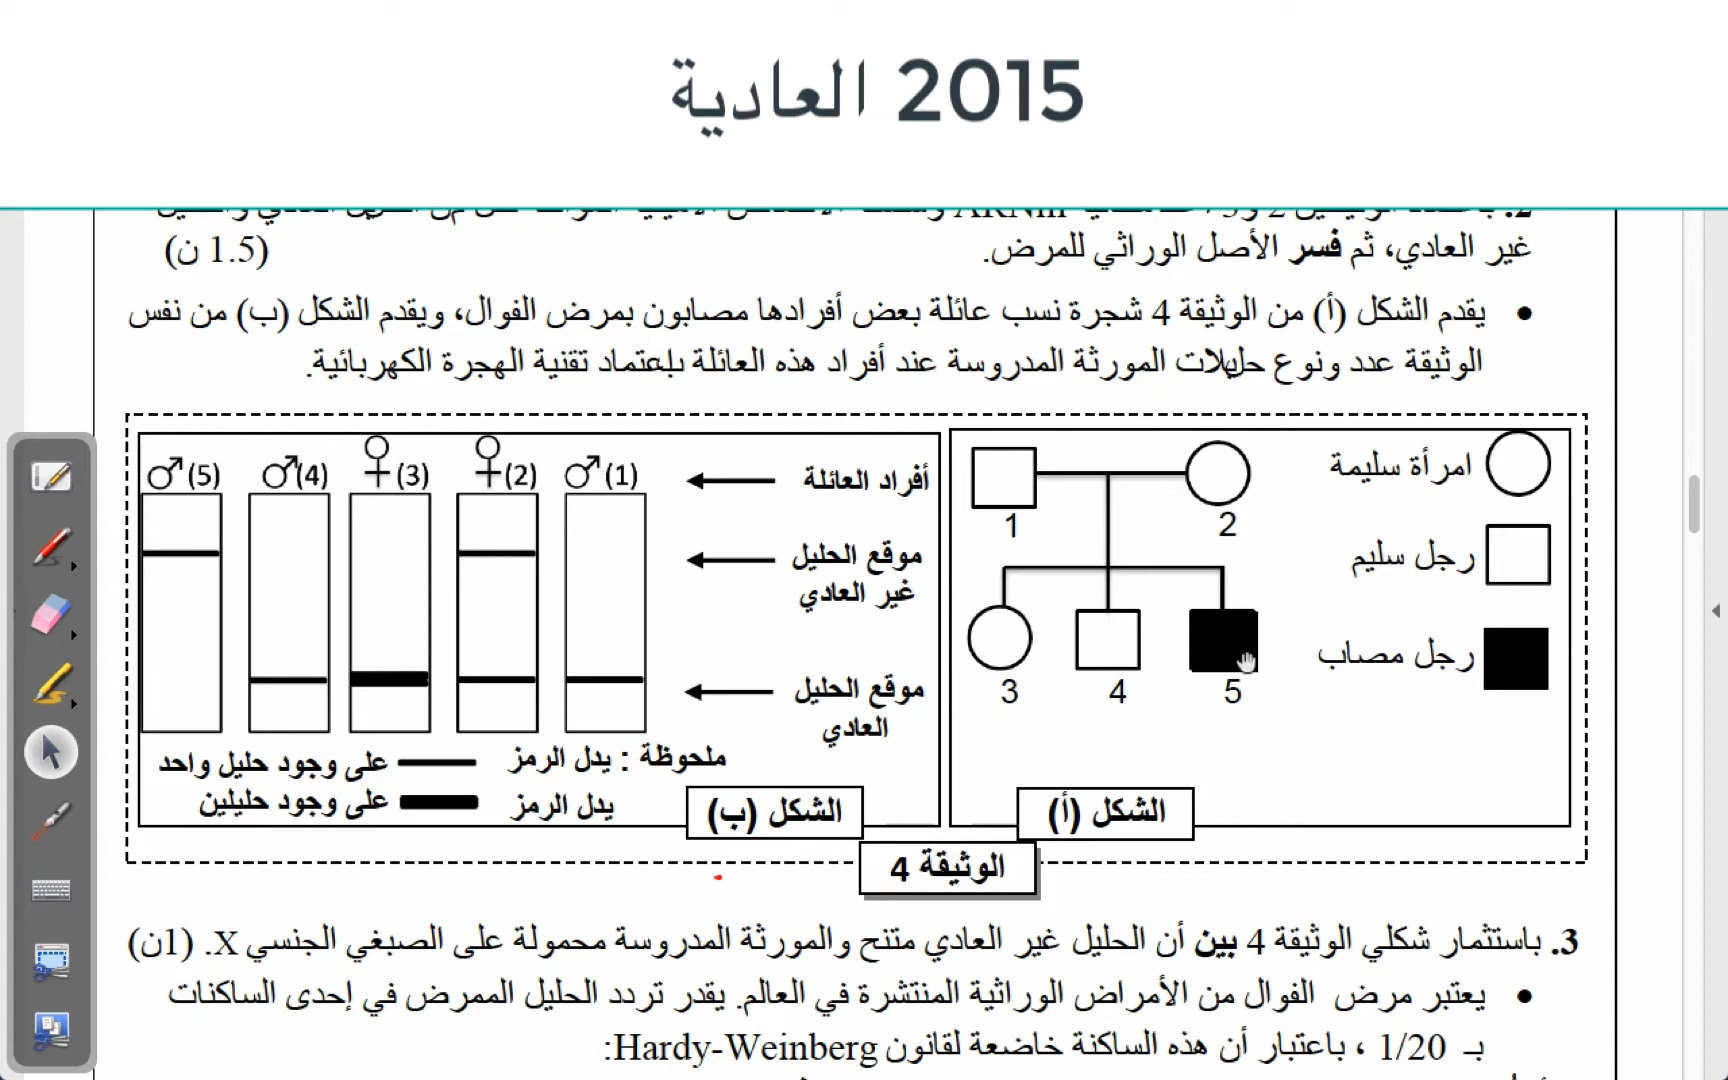 2015 العادية
غير العادي، ثم فسر الأصل الوراثي للمرض. (1.5 ن)
• يقدم الشكل (أ) من الوثيقة 4 شجرة نسب عائلة بعض أفرادها مصابون بمرض الفوال، ويقدم الشكل (ب) من نفس
الوثيقة عدد ونوع حليلات المورثة المدروسة عند أفراد هذه العائلة بإعتماد تقنية الهجرة الكهربائية.
امرأة سليمة
رجل سليم
رجل مصاب
1
2
3
4
5
الشكل (أ)
أفراد العائلة
♂(1) ♀(2) ♀(3) ♂(4) ♂(5)
موقع الحليل
غير العادي
موقع الحليل
العادي
ملحوظة : يدل الرمز على وجود حليل واحد
يدل الرمز على وجود حليلين
الشكل (ب)
الوثيقة 4
3. باستثمار شكلي الوثيقة 4 بين أن الحليل غير العادي متنح والمورثة المدروسة محمولة على الصبغي الجنسي X. (1ن)
• يعتبر مرض الفوال من الأمراض الوراثية المنتشرة في العالم. يقدر تردد الحليل الممرض في إحدى الساكنات
بـ 1/20 ، باعتبار أن هذه الساكنة خاضعة لقانون Hardy-Weinberg: